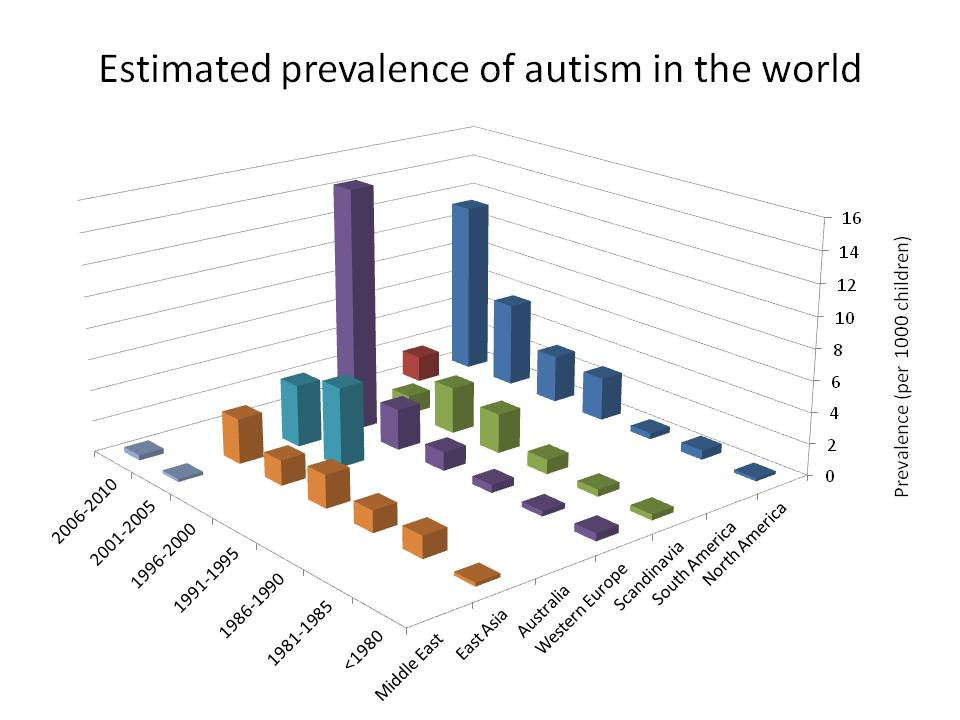 Estimated prevalence of autism in the world
16
14
12
10
8
6
4
2
0
Prevalence (per 1000 children)
2006-2010
2001-2005
1996-2000
1991-1995
1986-1990
1981-1985
<1980
Middle East
East Asia
Australia
Western Europe
Scandinavia
South America
North America